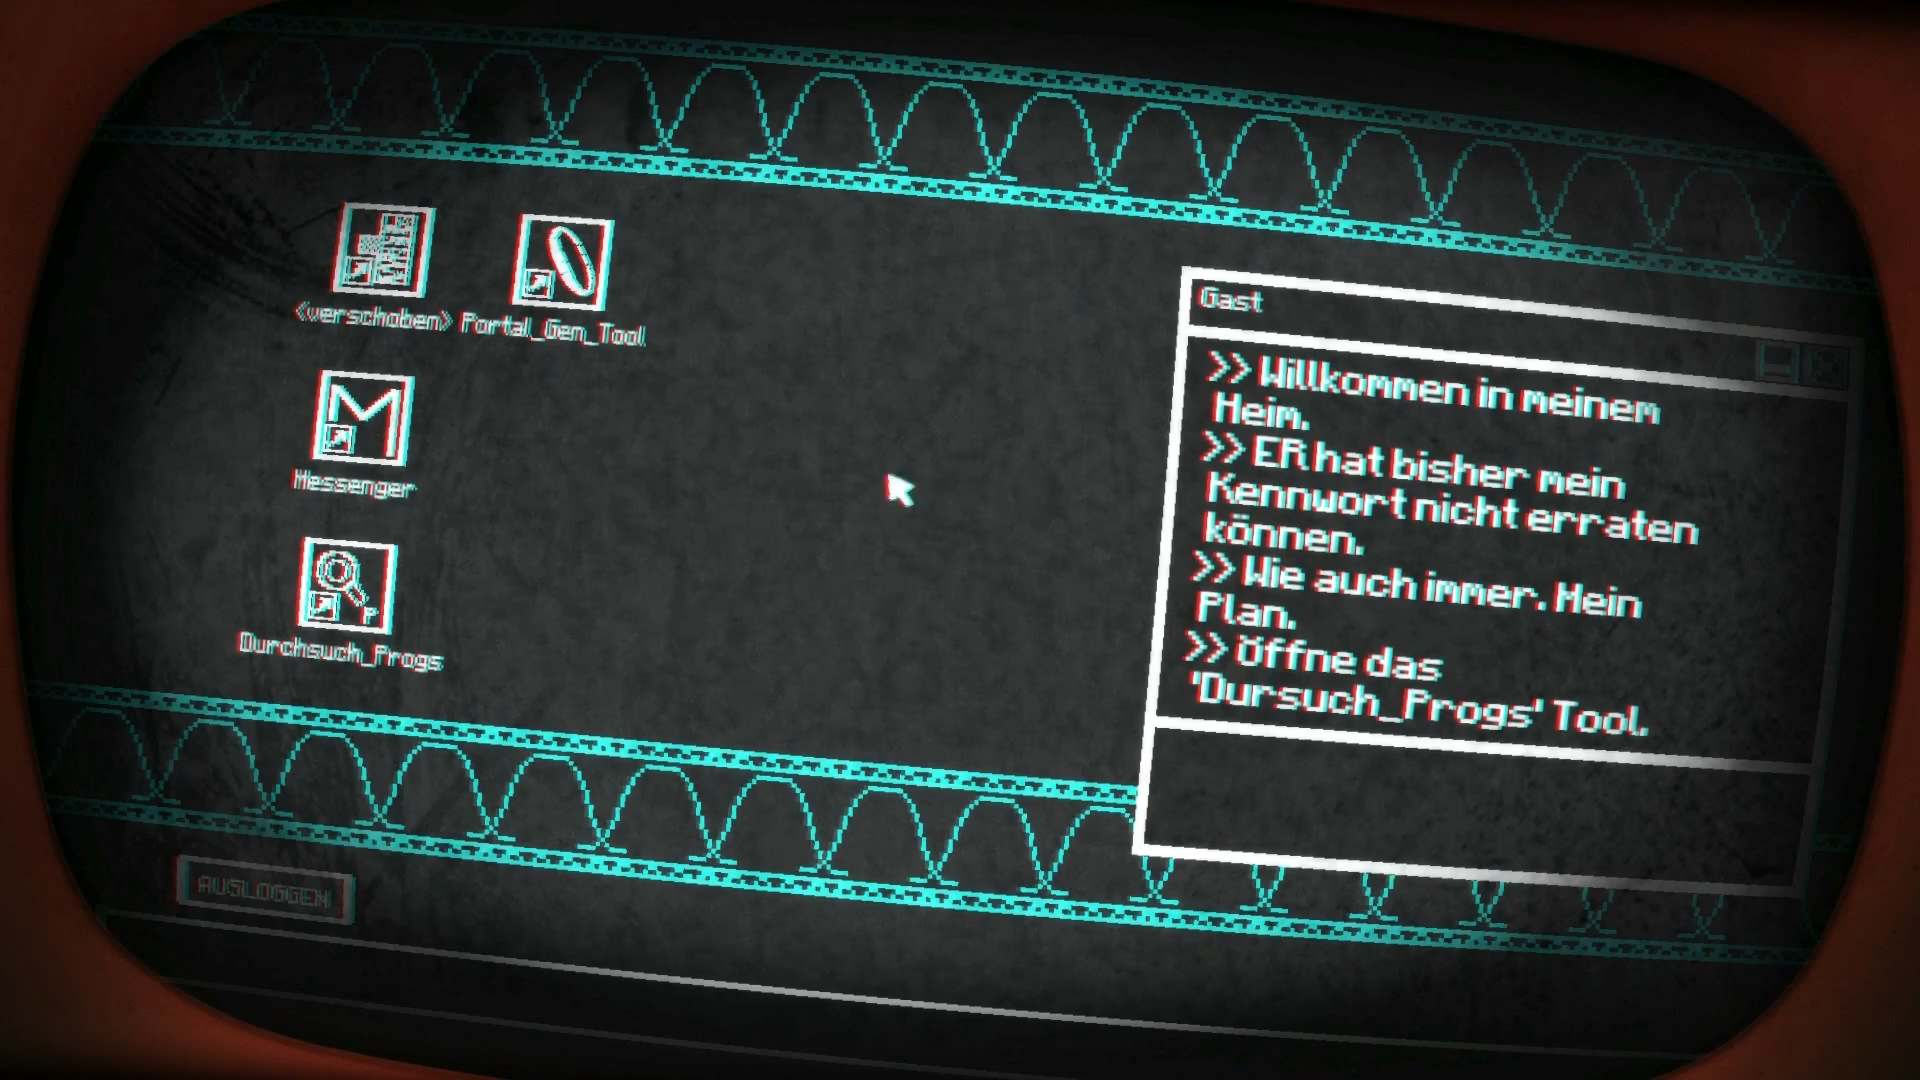 <verschoben>
Portal_Gen_Tool
Messenger
Durchsuch_Progs
AUSLOGGEN
Gast
>> Willkommen in meinem
Heim.
>> ER hat bisher mein
Kennwort nicht erraten
können.
>> Wie auch immer. Mein
Plan.
>> Öffne das
'Dursuch_Progs' Tool.